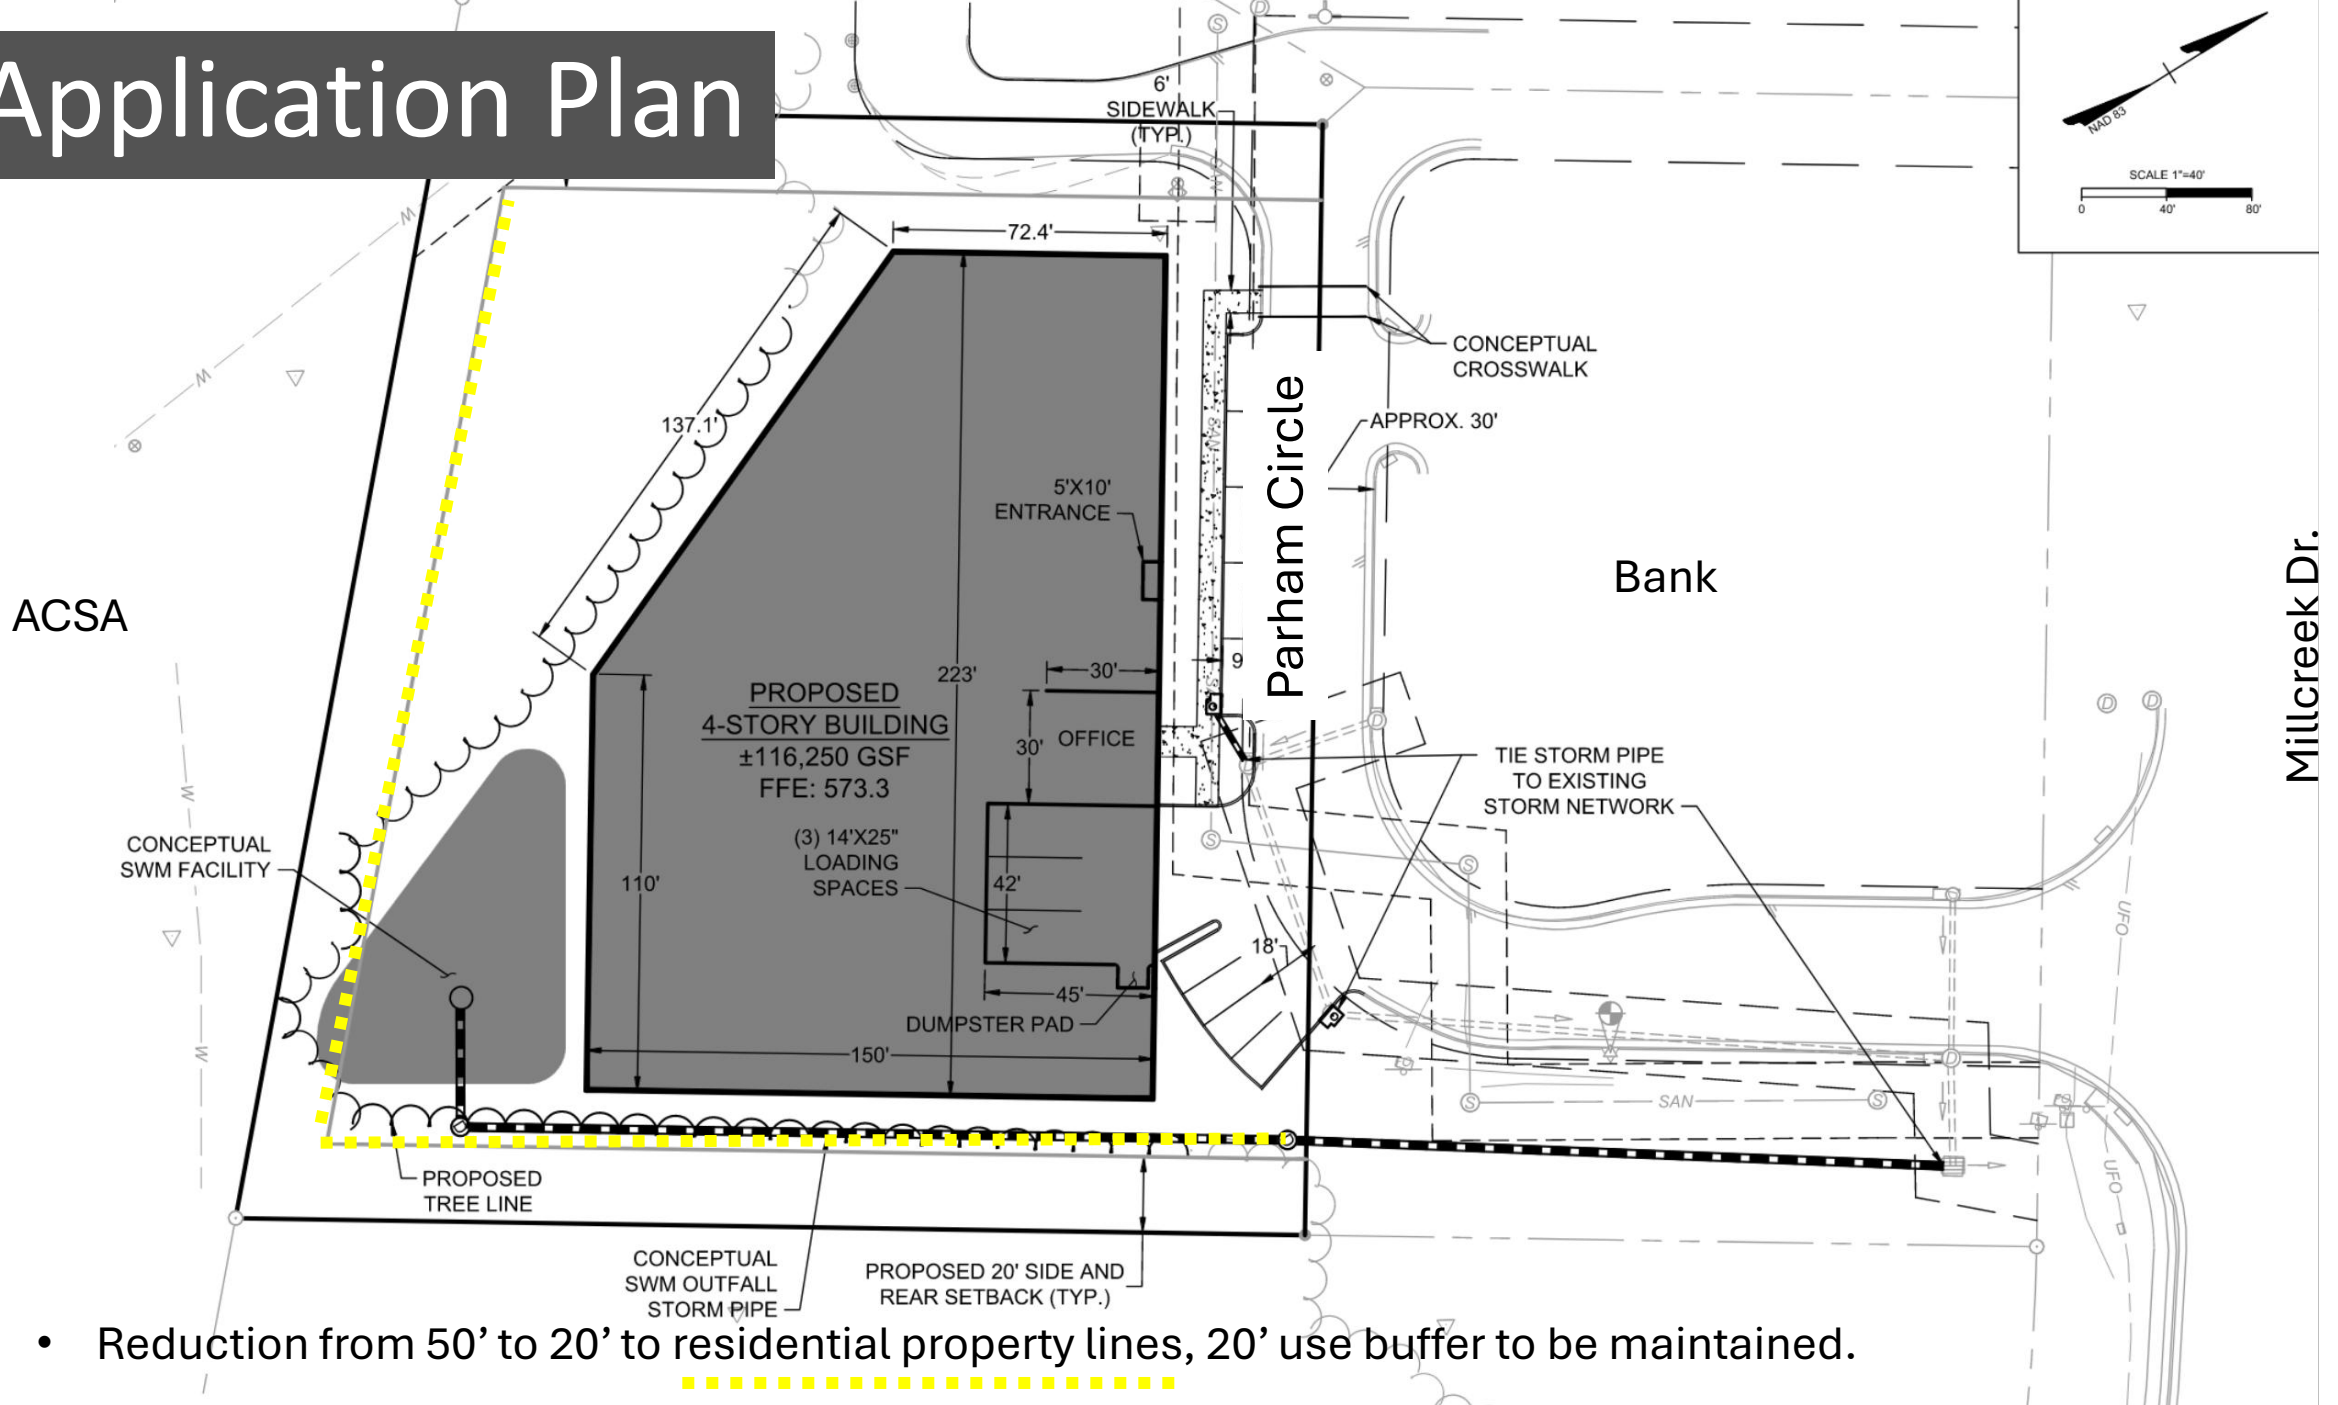 Application Plan
6'
SIDEWALK
(TYP.)
NAD 83
SCALE 1"=40'
0 40' 80'
72.4'
W
W
SAN
CONCEPTUAL
CROSSWALK
137.1'
APPROX. 30'
Parham Circle
5'X10'
ENTRANCE
Bank
Millcreek Dr.
ACSA
SAN
30'
9
223'
PROPOSED
4-STORY BUILDING
±116,250 GSF
FFE: 573.3
30'
OFFICE
TIE STORM PIPE
TO EXISTING
STORM NETWORK
W
CONCEPTUAL
SWM FACILITY
(3) 14'X25"
LOADING
SPACES
110'
42'
UFO
18'
45'
DUMPSTER PAD
W
150'
SAN
S
S
S
S
S
D
D
D
D
D
UFO
PROPOSED
TREE LINE
CONCEPTUAL
SWM OUTFALL
STORM PIPE
PROPOSED 20' SIDE AND
REAR SETBACK (TYP.)
• Reduction from 50’ to 20’ to residential property lines, 20’ use buffer to be maintained.